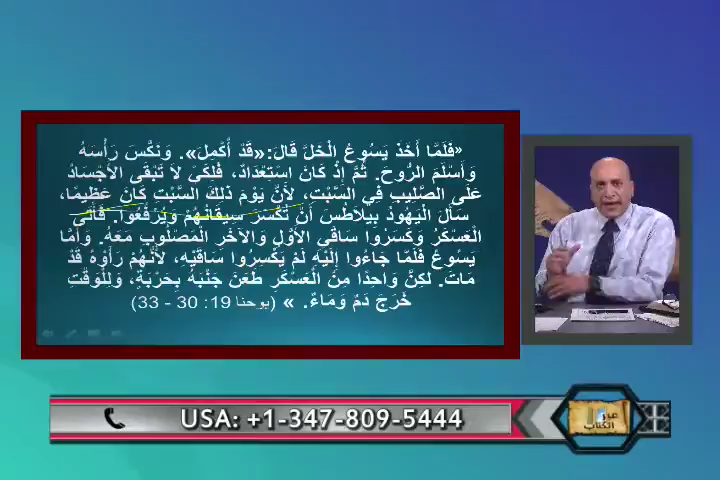 «فَلَمَّا أَخَذَ يَسُوعُ الْخَلَّ قَالَ:«قَدْ أُكْمِلَ». وَنَكَّسَ رَأْسَهُ
وَأَسْلَمَ الرُّوحَ. ثُمَّ إِذْ كَانَ اسْتِعْدَادٌ، فَلِكَيْ لاَ تَبْقَى الأَجْسَادُ
عَلَى الصَّلِيبِ فِي السَّبْتِ، لأَنَّ يَوْمَ ذلِكَ السَّبْتِ كَانَ عَظِيمًا،
سَأَلَ الْيَهُودُ بِيلاَطُسَ أَنْ تُكْسَرَ سِيقَانُهُمْ وَيُرْفَعُوا. فَأَتَى
الْعَسْكَرُ وَكَسَرُوا سَاقَيِ الأَوَّلِ وَالآخَرِ الْمَصْلُوبِ مَعَهُ. وَأَمَّا
يَسُوعُ فَلَمَّا جَاءُوا إِلَيْهِ لَمْ يَكْسِرُوا سَاقَيْهِ، لأَنَّهُمْ رَأَوْهُ قَدْ
مَاتَ. لكِنَّ وَاحِدًا مِنَ الْعَسْكَرِ طَعَنَ جَنْبَهُ بِحَرْبَةٍ، وَلِلْوَقْتِ
خَرَجَ دَمٌ وَمَاءٌ. » (يوحنا 19: 30 - 33)
USA: +1-347-809-5444
الكتاب